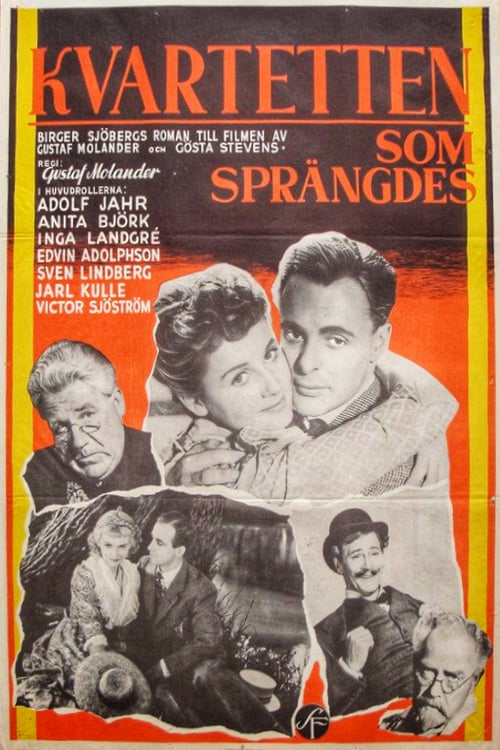 KVARTETTEN
SOM
SPRÄNGDES
BIRGER SJÖBERGS ROMAN, TILL FILMEN AV
GUSTAF MOLANDER OCH GÖSTA STEVENS.
REGI:
Gustaf Molander
I HUVUDROLLERNA:
ADOLF JAHR
ANITA BJÖRK
INGA LANDGRÉ
EDVIN ADOLPHSON
SVEN LINDBERG
JARL KULLE
VICTOR SJÖSTRÖM
SF